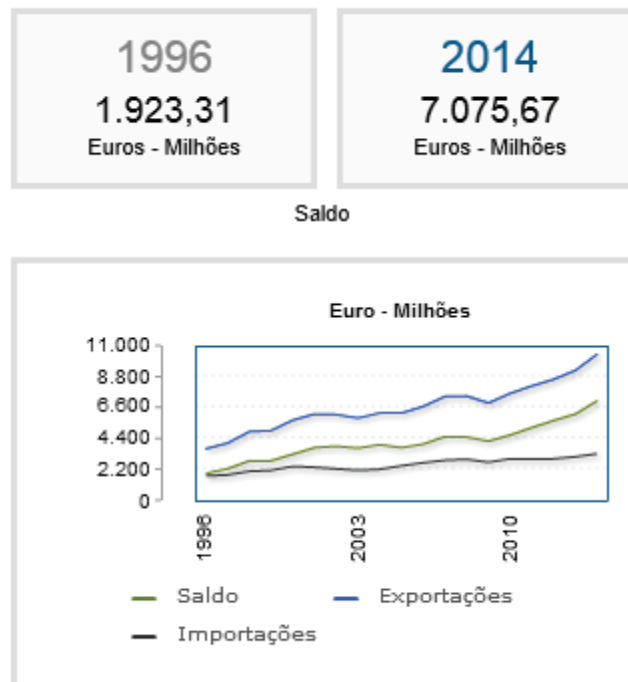 1996
1.923,31
Euros - Milhões
2014
7.075,67
Euros - Milhões
Saldo
Euro - Milhões
11.000
8.800
6.600
4.400
2.200
0
1996
2003
2010
Saldo
Exportações
Importações